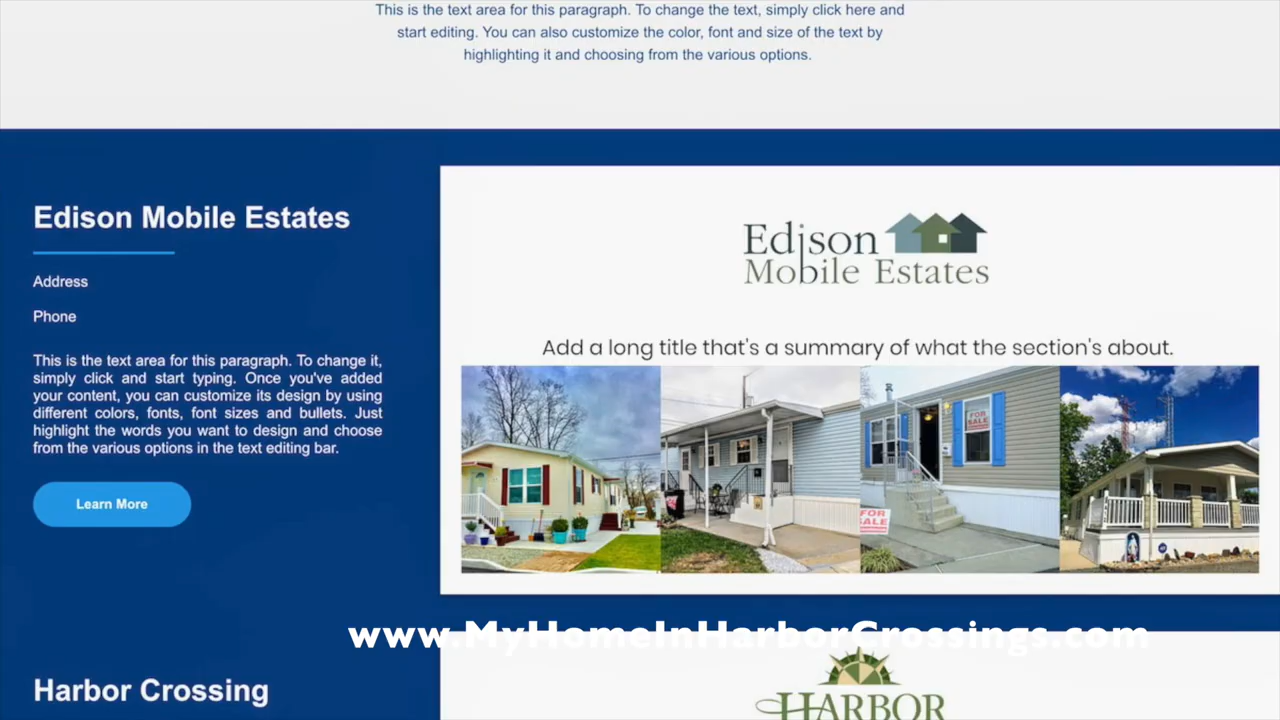 This is the text area for this paragraph. To change the text, simply click here and
start editing. You can also customize the color, font and size of the text by
highlighting it and choosing from the various options.
Edison Mobile Estates
Address
Phone
This is the text area for this paragraph. To change it,
simply click and start typing. Once you've added
your content, you can customize its design by using
different colors, fonts, font sizes and bullets. Just
highlight the words you want to design and choose
from the various options in the text editing bar.
Learn More
Edison
Mobile Estates
Add a long title that's a summary of what the section's about.
FOR
SALE
FOR
SALE
www.MyHomeInHarborCrossings.com
Harbor Crossing
HARBOR